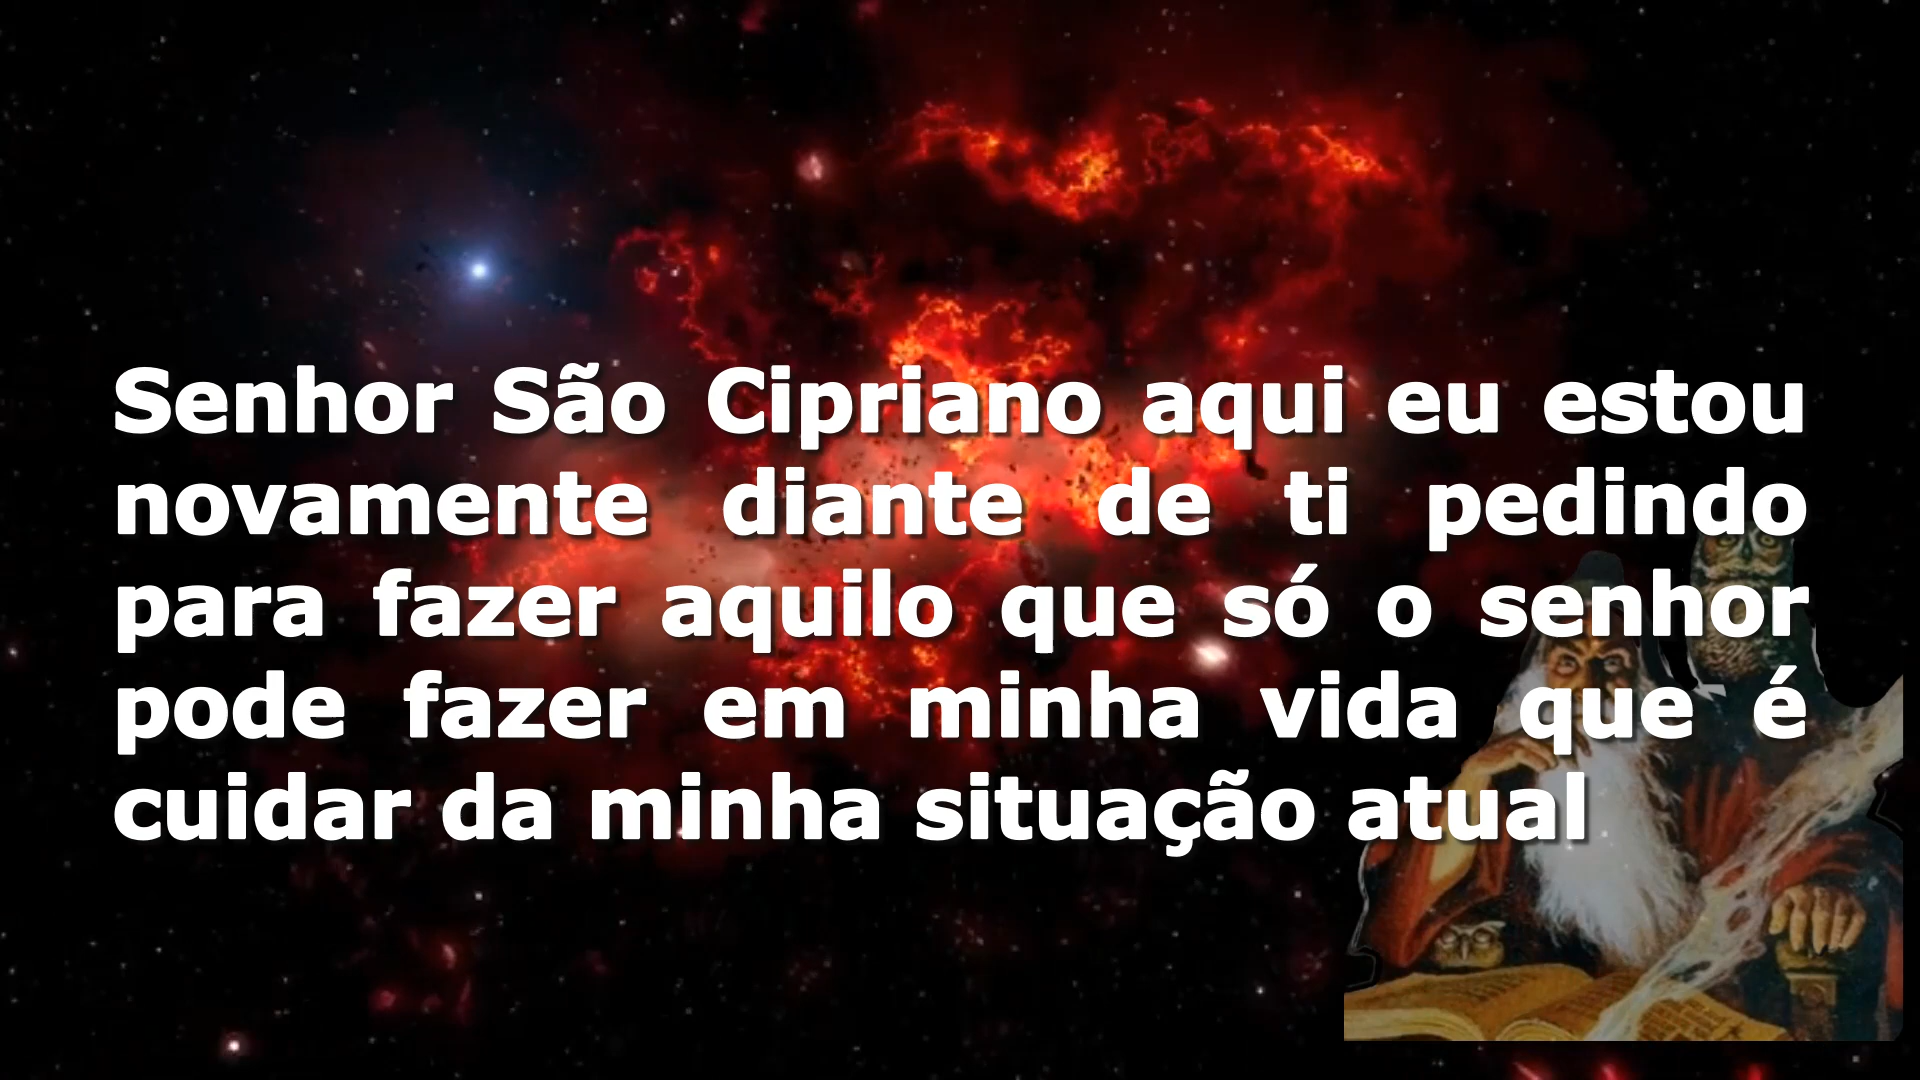 Senhor São Cipriano aqui eu estou
novamente diante de ti pedindo
para fazer aquilo que só o senhor
pode fazer em minha vida que é
cuidar da minha situação atual